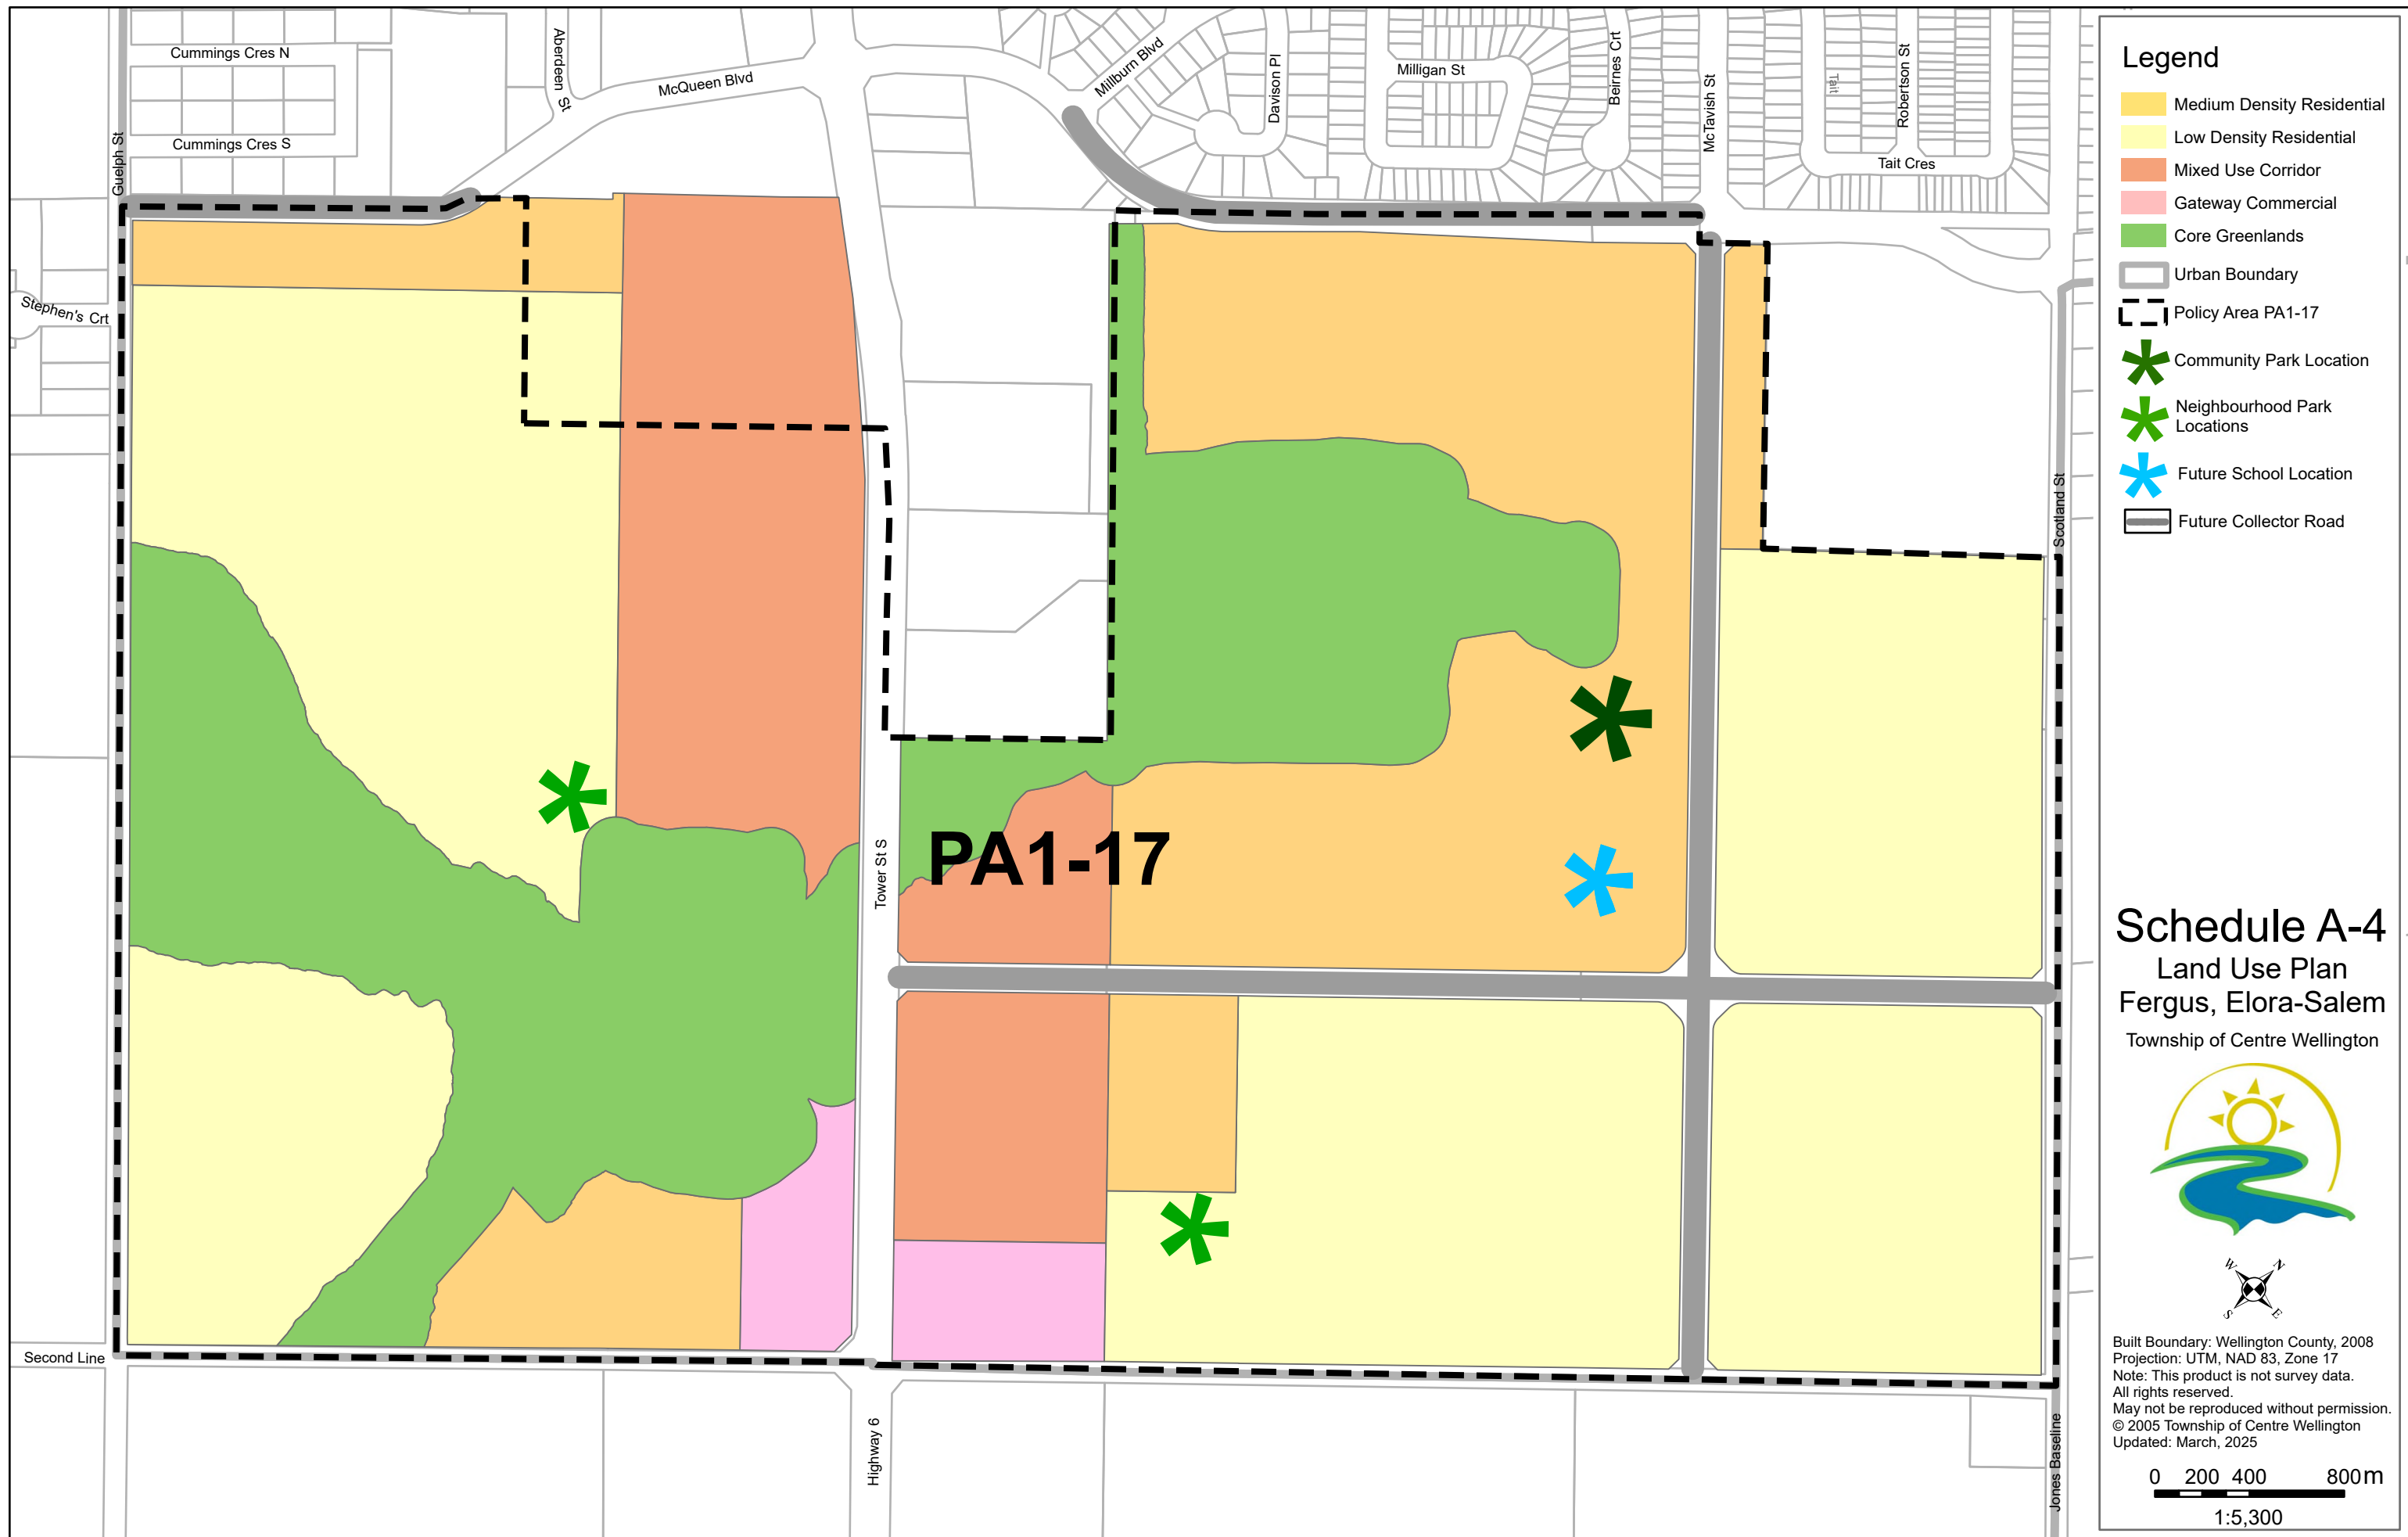 Cummings Cres N
Cummings Cres S
Guelph St
Stephen's Crt
Aberdeen St
McQueen Blvd
Millburn Blvd
Davison Pl
Milligan St
Beirnes Crt
McTavish St
Tait
Robertson St
Tait Cres
Scotland St
Tower St S
PA1-17
Second Line
Highway 6
Jones Baseline
Legend
Medium Density Residential
Low Density Residential
Mixed Use Corridor
Gateway Commercial
Core Greenlands
Urban Boundary
Policy Area PA1-17
Community Park Location
Neighbourhood Park
Locations
Future School Location
Future Collector Road
Schedule A-4
Land Use Plan
Fergus, Elora-Salem
Township of Centre Wellington
W N
S E
Built Boundary: Wellington County, 2008
Projection: UTM, NAD 83, Zone 17
Note: This product is not survey data.
All rights reserved.
May not be reproduced without permission.
© 2005 Township of Centre Wellington
Updated: March, 2025
0 200 400 800 m
1:5,300